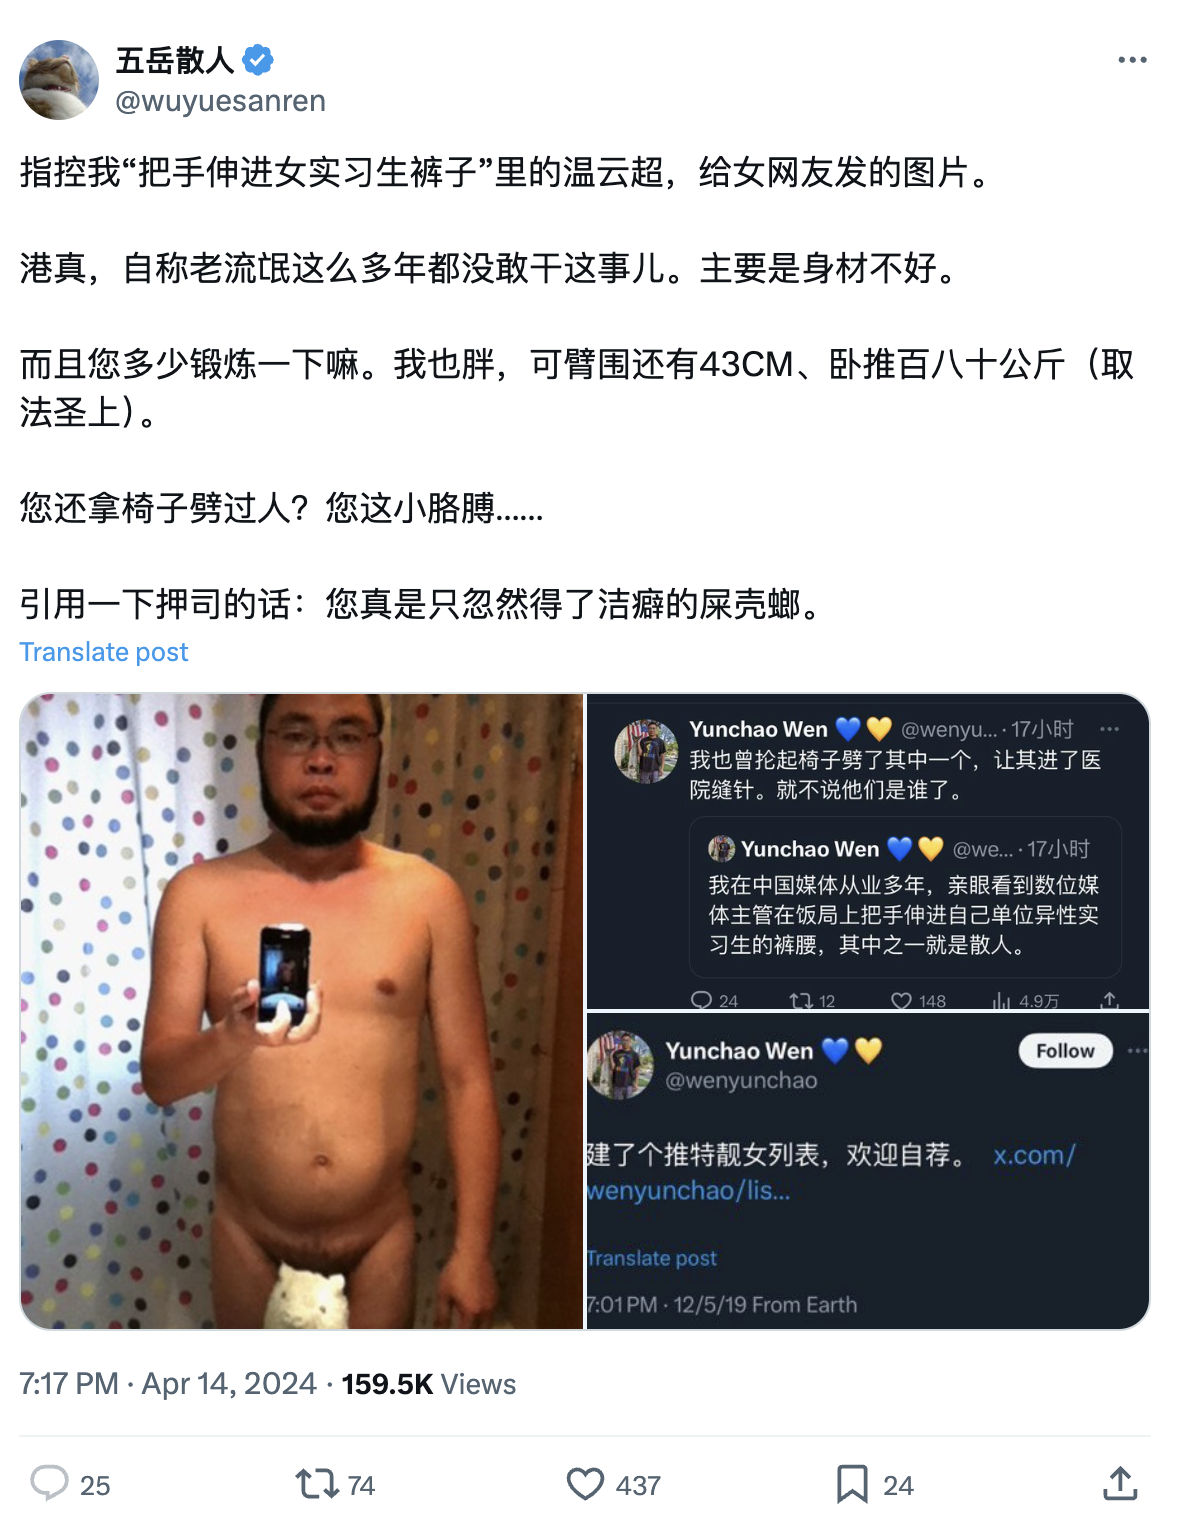 五岳散人
@wuyuesanren
指控我“把手伸进女实习生裤子”里的温云超，给女网友发的图片。
港真，自称老流氓这么多年都没敢干这事儿。主要是身材不好。
而且您多少锻炼一下嘛。我也胖，可臂围还有43CM、卧推百八十公斤（取
法圣上）。
您还拿椅子劈过人？您这小胳膊......
引用一下押司的话：您真是只忽然得了洁癖的屎壳螂。
Translate post
Yunchao Wen 💙 💛 @wenyu... · 17小时
我也曾抡起椅子劈了其中一个，让其进了医
院缝针。就不说他们是谁了。
Yunchao Wen 💙 💛 @we... · 17小时
我在中国媒体从业多年，亲眼看到数位媒
体主管在饭局上把手伸进自己单位异性实
习生的裤腰，其中之一就是散人。
24 12 148 4.9万
Yunchao Wen 💙 💛
Follow
@wenyunchao
建了个推特靓女列表，欢迎自荐。 x.com/
wenyunchao/lis...
Translate post
7:01 PM · 12/5/19 From Earth
7:17 PM · Apr 14, 2024 · 159.5K Views
25 74 437 24